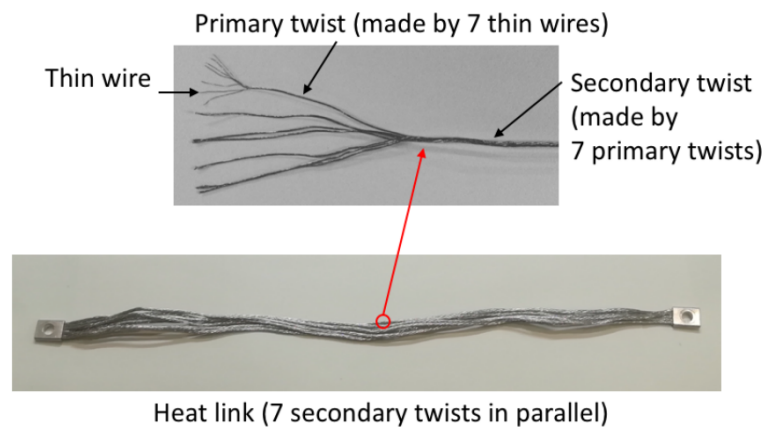 Primary twist (made by 7 thin wires)
Thin wire
Secondary twist
(made by
7 primary twists)
Heat link (7 secondary twists in parallel)